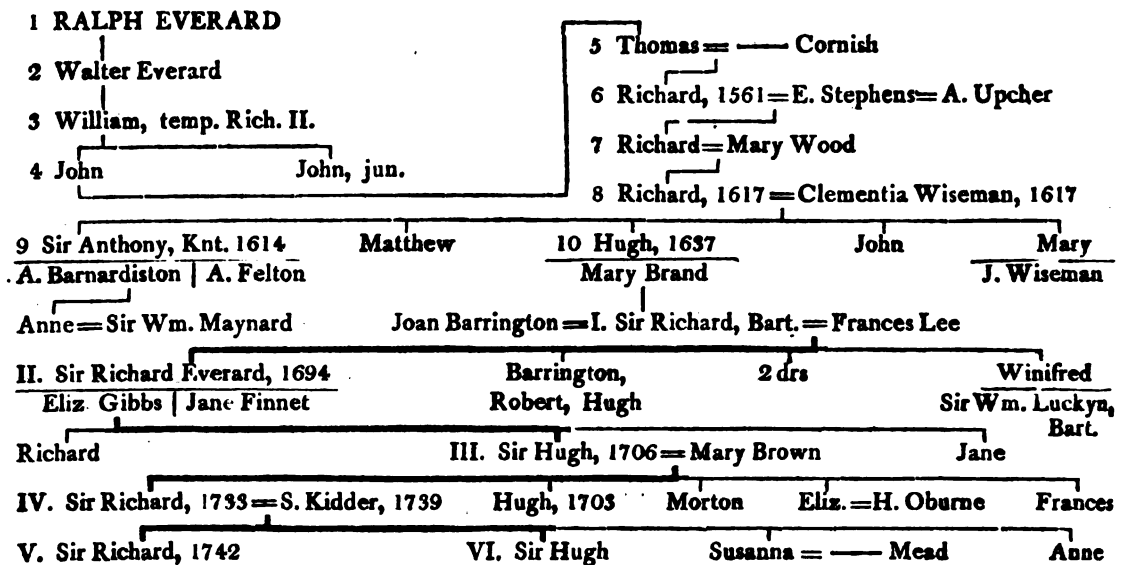 1 RALPH EVERARD
2 Walter Everard
3 William, temp. Rich. II.
4 John John, jun.
5 Thomas = —— Cornish
6 Richard, 1561 = E. Stephens = A. Upcher
7 Richard = Mary Wood
8 Richard, 1617 = Clementia Wiseman, 1617
9 Sir Anthony, Knt. 1614 Matthew 10 Hugh, 1637 John Mary
A. Barnardiston | A. Felton Mary Brand J. Wiseman
Anne = Sir Wm. Maynard Joan Barrington = I. Sir Richard, Bart. = Frances Lee
II. Sir Richard Everard, 1694 Barrington, 2 drs Winifred
Eliz. Gibbs | Jane Finnet Robert, Hugh Sir Wm. Luckyn,
Bart.
Richard III. Sir Hugh, 1706 = Mary Brown Jane
IV. Sir Richard, 1733 = S. Kidder, 1739 Hugh, 1703 Morton Eliz. = H. Oburne Frances
V. Sir Richard, 1742 VI. Sir Hugh Susanna = —— Mead Anne